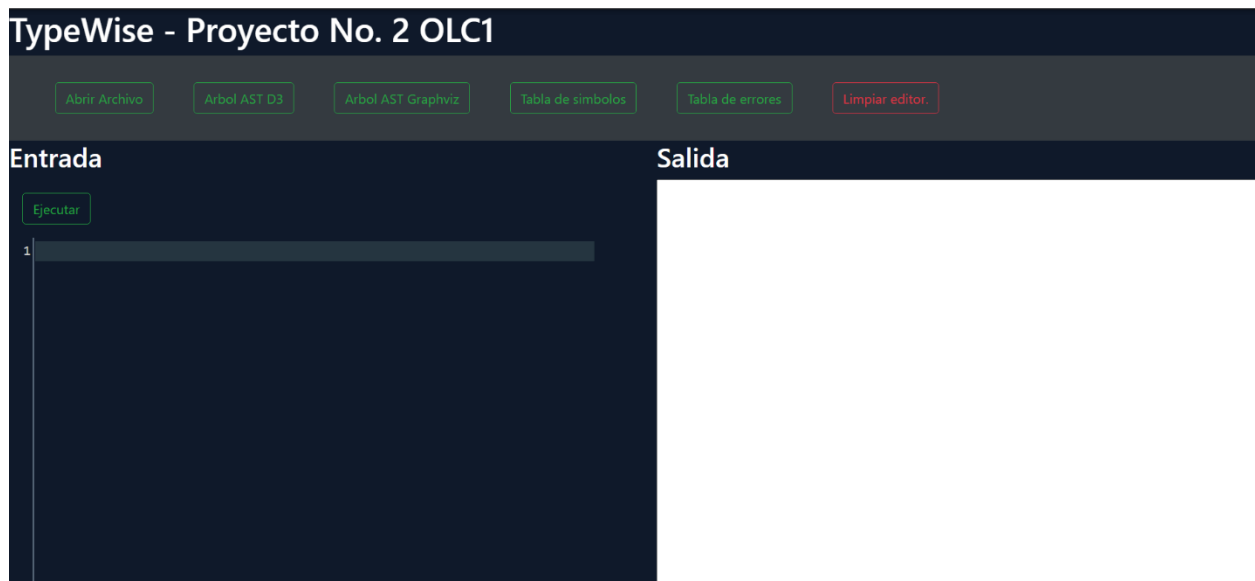 TypeWise - Proyecto No. 2 OLC1
Abrir Archivo
Arbol AST D3
Arbol AST Graphviz
Tabla de simbolos
Tabla de errores
Limpiar editor.
Entrada
Salida
Ejecutar
1